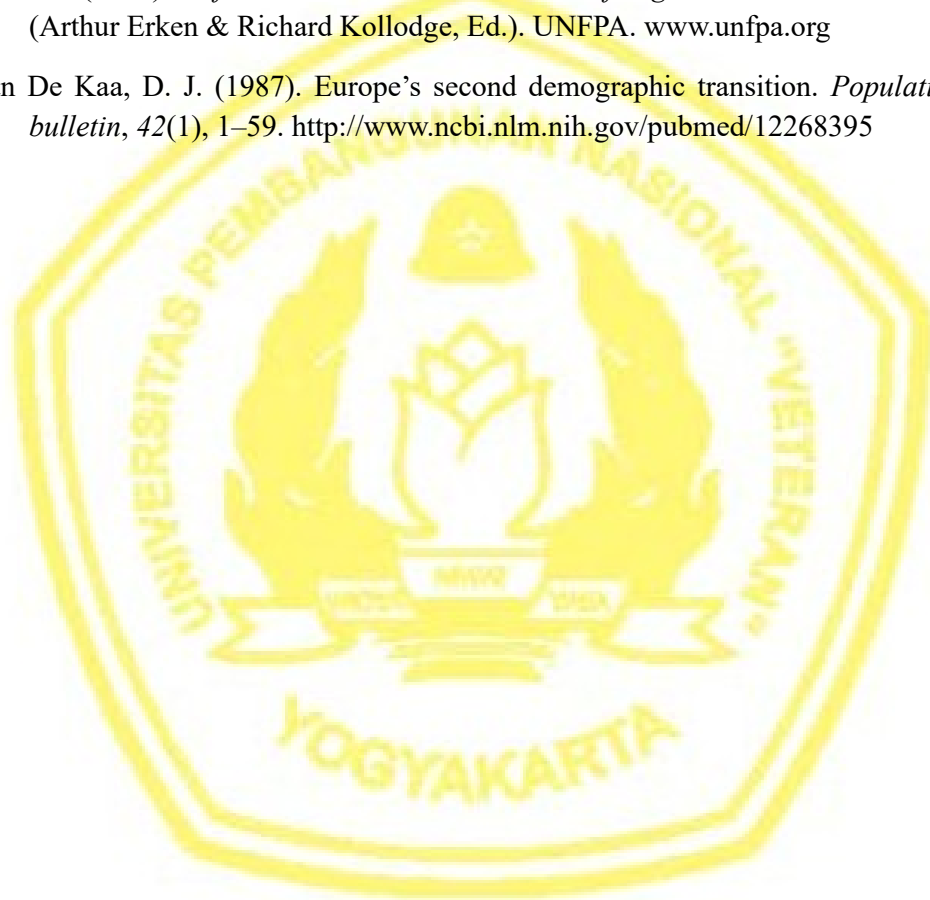 (Arthur Erken & Richard Kollodge, Ed.). UNFPA. www.unfpa.org
n De Kaa, D. J. (1987). Europe’s second demographic transition. Populati
bulletin, 42(1), 1–59. http://www.ncbi.nlm.nih.gov/pubmed/12268395
UNIVERSITAS PEMBANGUNAN NASIONAL "VETERAN"
YOGYAKARTA